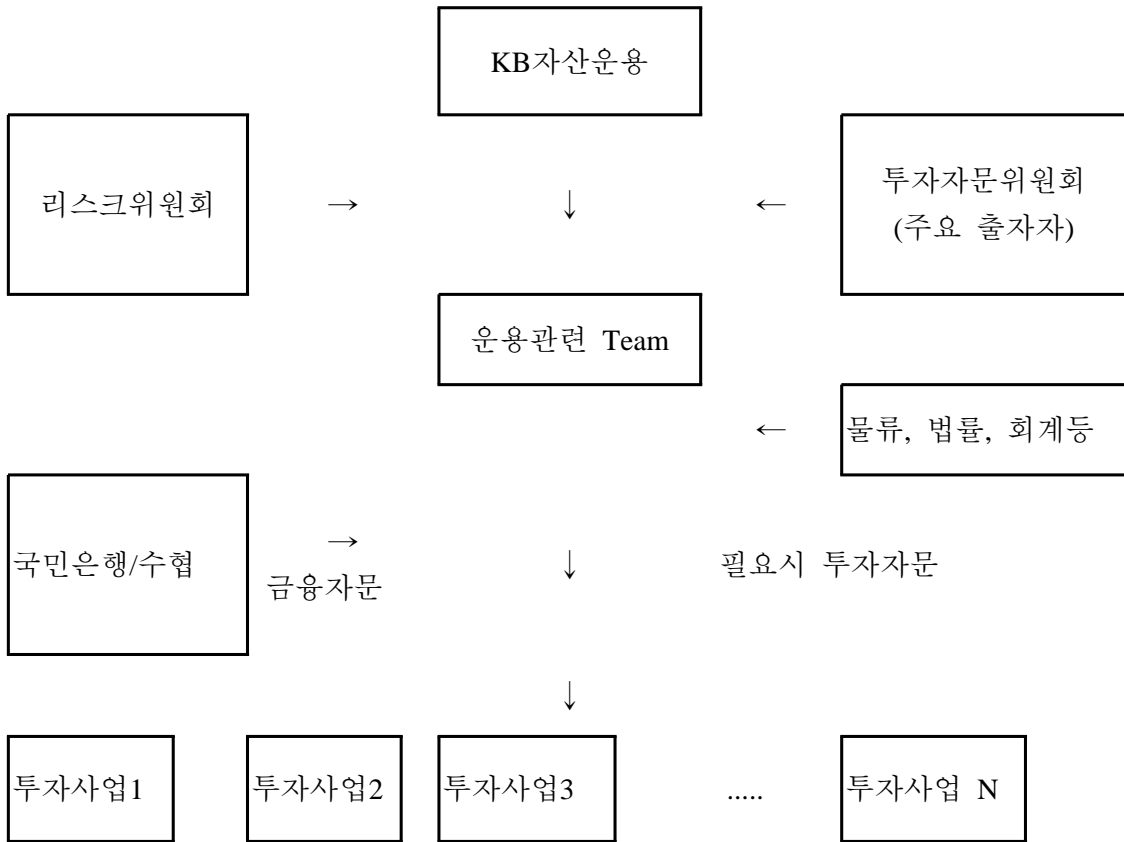 KB자산운용
리스크위원회
→
↓
←
투자자문위원회
(주요 출자자)
운용관련 Team
←
물류, 법률, 회계등
국민은행/수협
→
금융자문
↓
필요시 투자자문
↓
투자사업1
투자사업2
투자사업3
.....
투자사업 N